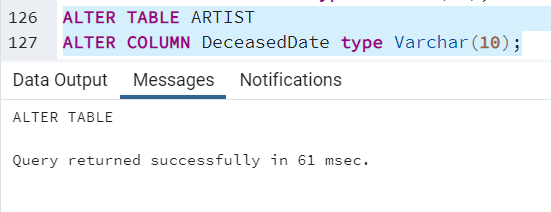 126 ALTER TABLE ARTIST
127 ALTER COLUMN DeceasedDate type Varchar(10);
Data Output Messages Notifications
ALTER TABLE
Query returned successfully in 61 msec.